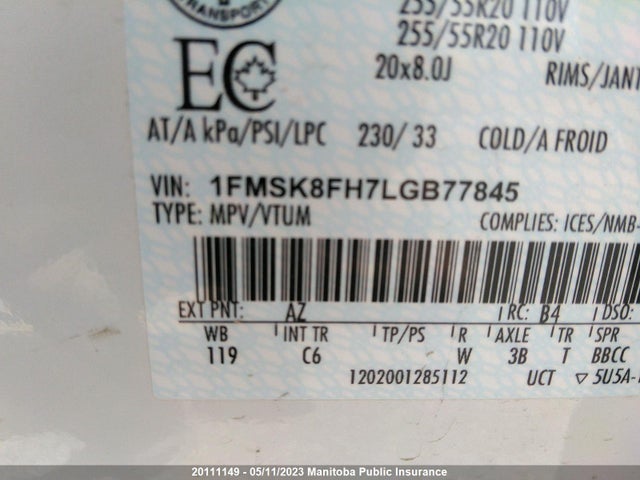 TRANSPORT
255/55R20 110V
255/55R20 110V
20x8.0J RIMS/JANT
EC
AT/A kPa/PSI/LPC 230/ 33 COLD/A FROID
VIN: 1FMSK8FH7LGB77845
TYPE: MPV/VTUM
COMPLIES: ICES/NMB-
EXT PNT: AZ RC: B4 DSO:
WB INT TR TP/PS R AXLE TR SPR
119 C6 W 3B T BBCC
1202001285112 UCT ▽ 5U5A-
20111149 - 05/11/2023 Manitoba Public Insurance